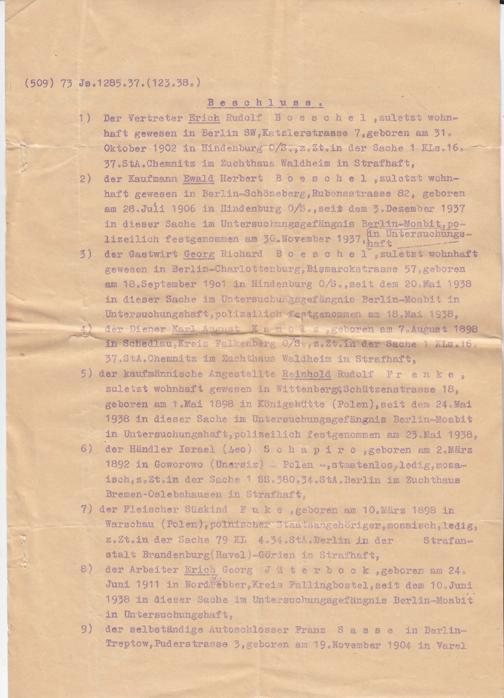 (509) 73 Js.1285.37.(123.38.)
B e s c h l u s s .
1) Der Vertreter Erich Rudolf B o e s c h e l ,zuletzt wohn-
haft gewesen in Berlin SW,Katzlerstrasse 7,geboren am 31.
Oktober 1902 in Hindenburg O/S.,z.Zt.in der Sache 1 KLs.16.
37.StA.Chemnitz im Zuchthaus Waldheim in Strafhaft,
2) der Kaufmann Ewald Herbert B o e s c h e l ,zuletzt wohn-
haft gewesen in Berlin-Schöneberg,Rubensstrasse 82, geboren
am 28.Juli 1906 in Hindenburg O/S.,seit dem 3.Dezember 1937
in dieser Sache im Untersuchungsgefängnis Berlin-Moabit,po-
lizeilich festgenommen am 30.November 1937,in Untersuchungs-
haft
3) der Gastwirt Georg Richard B o e s c h e l ,zuletzt wohnhaft
gewesen in Berlin-Charlottenburg,Bismarckstrasse 57,geboren
am 18.September 1901 in Hindenburg O/S.,seit dem 20.Mai 1938
in dieser Sache im Untersuchungsgefängnis Berlin-Moabit in
Untersuchungshaft,polizeilich festgenommen am 18.Mai 1938,
4) der Diener Karl August ,geboren am 7.August 1898
in Schedlau,Kreis Falkenberg O/S.,z.Zt.in der Sache 1 KLs.16.
37.StA.Chemnitz im Zuchthaus Waldheim in Strafhaft,
5) der kaufmännische Angestellte Reinhold Rudolf F r e n k e ,
zuletzt wohnhaft gewesen in Wittenberg,Schützenstrasse 18,
geboren am 1.Mai 1898 in Königshütte (Polen),seit dem 24.Mai
1938 in dieser Sache im Untersuchungsgefängnis Berlin-Moabit
in Untersuchungshaft,polizeilich festgenommen am 23.Mai 1938,
6) der Händler Israel (Leo) S c h a p i r o ,geboren am 2.März
1892 in Goworowo - Polen -,staatenlos,ledig,mosa-
isch,z.Zt.in der Sache 1 SB.380.34.StA.Berlin im Zuchthaus
Bremen-Oslebshausen in Strafhaft,
7) der Fleischer Süskind F u k s ,geboren am 10.März 1898 in
Warschau (Polen),polnischer Staatsangehöriger,mosaisch,ledig,
z.Zt.in der Sache 79 KL 4.34.StA.Berlin in der Strafan-
stalt Brandenburg(Havel)-Görden in Strafhaft,
8) der Arbeiter Erich Georg J ü t e r b o c k ,geboren am 24.
Juni 1911 in ,Kreis Fallingbostel,seit dem 10.Juni
1938 in dieser Sache im Untersuchungsgefängnis Berlin-Moabit
in Untersuchungshaft,
9) der selbständige Autoschlosser Franz S a s s e in Berlin-
Treptow,Puderstrasse 3,geboren am 19.November 1904 in Varel